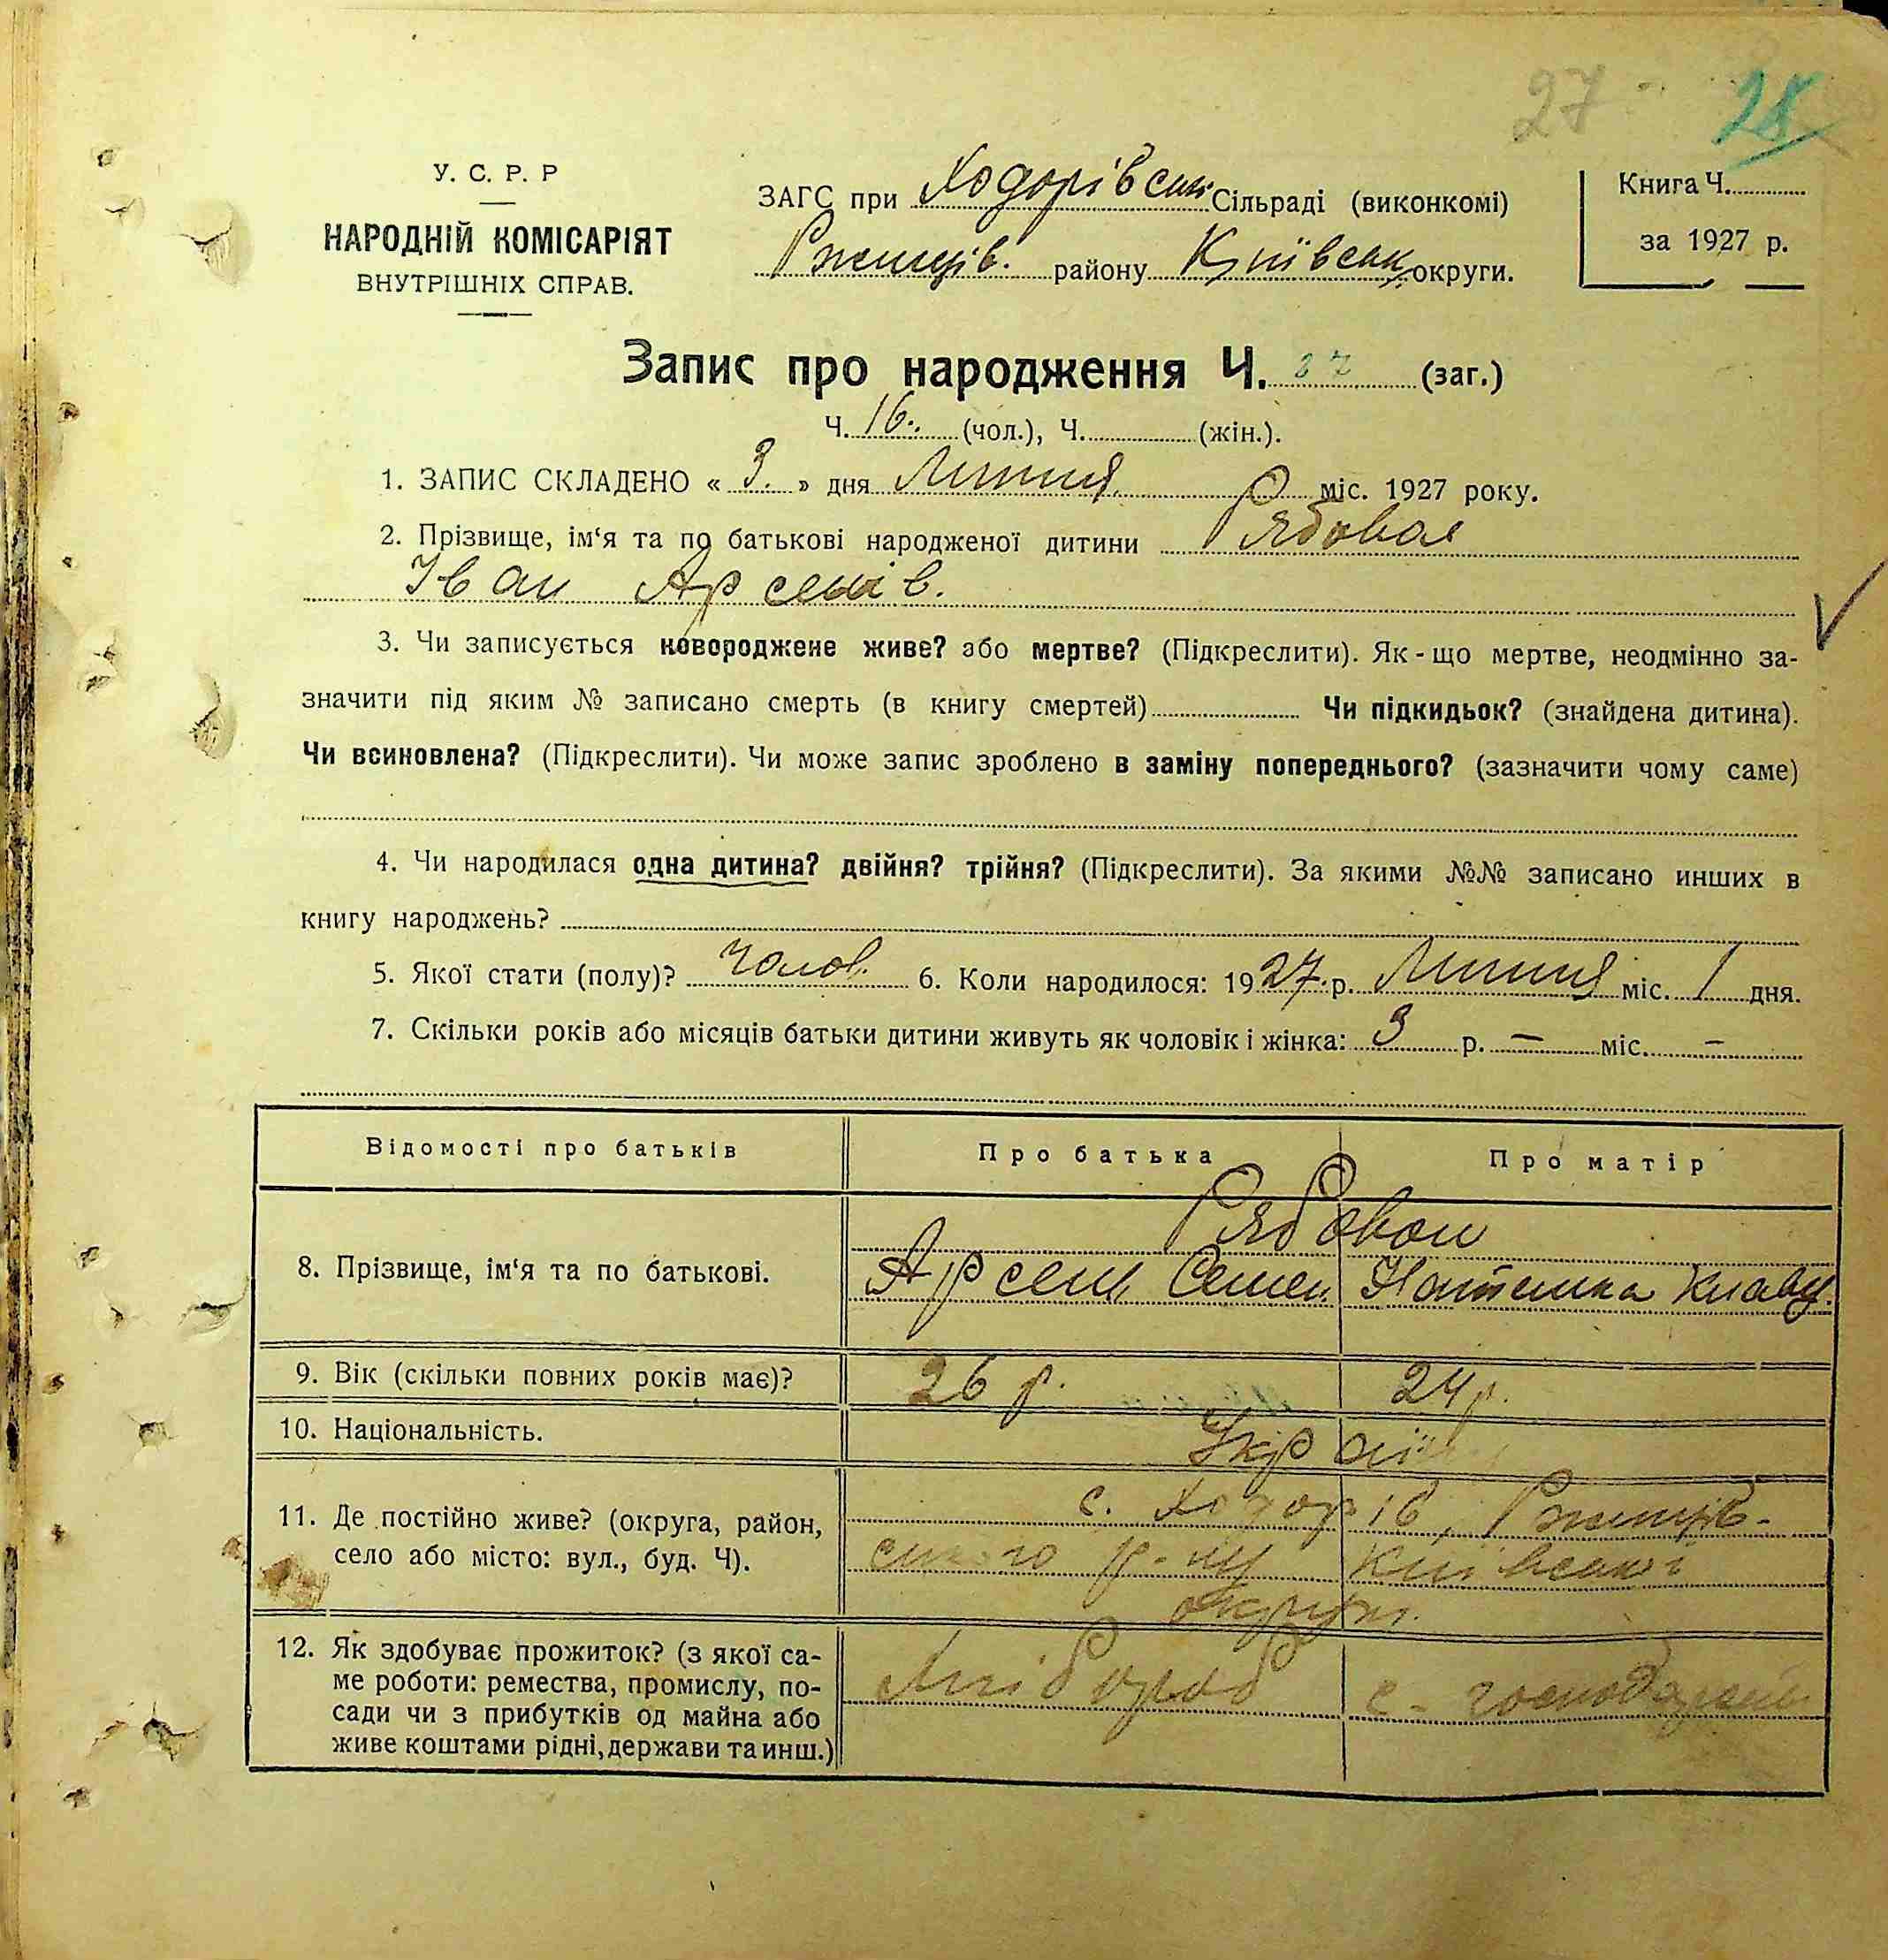 27 28
У. С. Р. Р
НАРОДНІЙ КОМІСАРІЯТ
ВНУТРІШНІХ СПРАВ.
ЗАГС при Ходорівськ. Сільраді (виконкомі)
Ржищів. району Київськ. округи.
Книга Ч.
за 1927 р.
Запис про народження Ч. 27 (заг.)
Ч. 16. (чол.), Ч. (жін.).
1. ЗАПИС СКЛАДЕНО « 3. » дня Липня міс. 1927 року.
2. Прізвище, ім‘я та по батькові народженої дитини Рябовол
Іван Арсенів.
3. Чи записується новороджене живе? або мертве? (Підкреслити). Як-що мертве, неодмінно за-
значити під яким № записано смерть (в книгу смертей) Чи підкидьок? (знайдена дитина).
Чи всиновлена? (Підкреслити). Чи може запис зроблено в заміну попереднього? (зазначити чому саме)
4. Чи народилася одна дитина? двійня? трійня? (Підкреслити). За якими №№ записано инших в
книгу народжень?
5. Якої стати (полу)? Чолов. 6. Коли народилося: 1927. р. Липня міс. 1 дня.
7. Скільки років або місяців батьки дитини живуть як чоловік і жінка: 3 р. — міс. —
Відомості про батьків Про батька Про матір
Рябовол
8. Прізвище, ім‘я та по батькові. Арсен Семен. Наталка
9. Вік (скільки повних років має)? 26 р. 24 р.
10. Національність. Украї
11. Де постійно живе? (округа, район,
село або місто: вул., буд. Ч).
с. Ходорів, Ржищів-
ського р-ну Київської
округи.
12. Як здобуває прожиток? (з якої са-
ме роботи: ремества, промислу, по-
сади чи з прибутків од майна або
живе коштами рідні, держави та инш.)
Хлібороб с-господарств